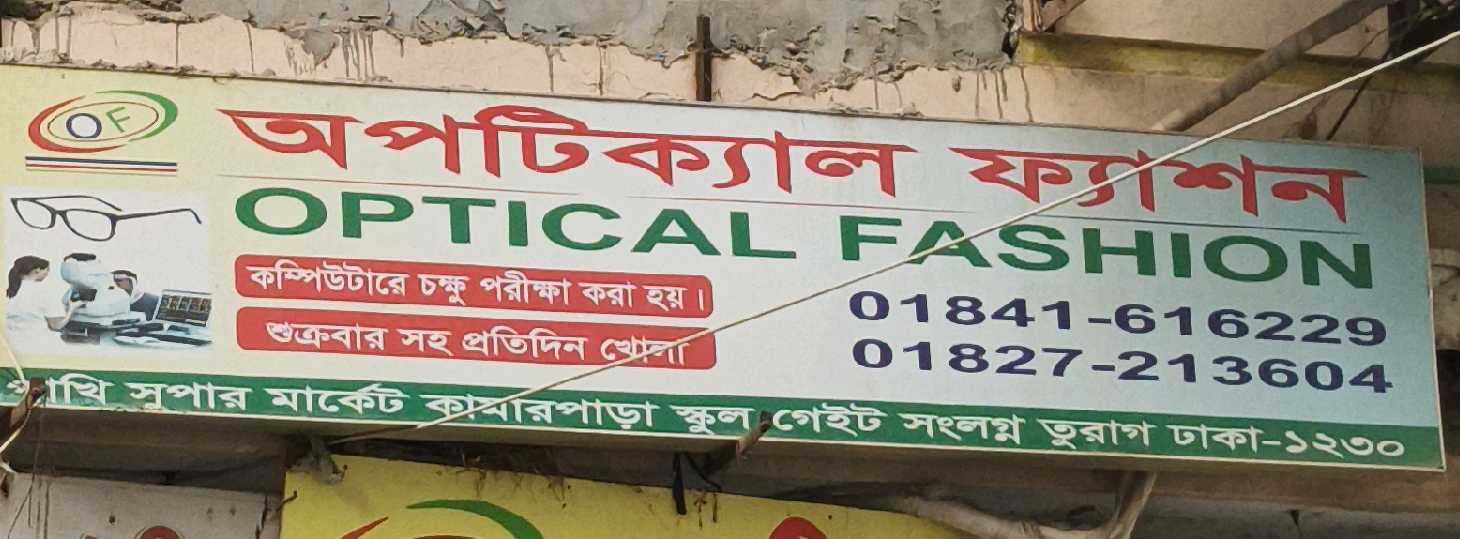 OF
অপটিক্যাল ফ্যাশন
OPTICAL FASHION
কম্পিউটারে চক্ষু পরীক্ষা করা হয় ।
শুক্রবার সহ প্রতিদিন খোলা
01841-616229
01827-213604
সুপার মার্কেট কামারপাড়া স্কুল গেইট সংলগ্ন তুরাগ ঢাকা-১২৩০